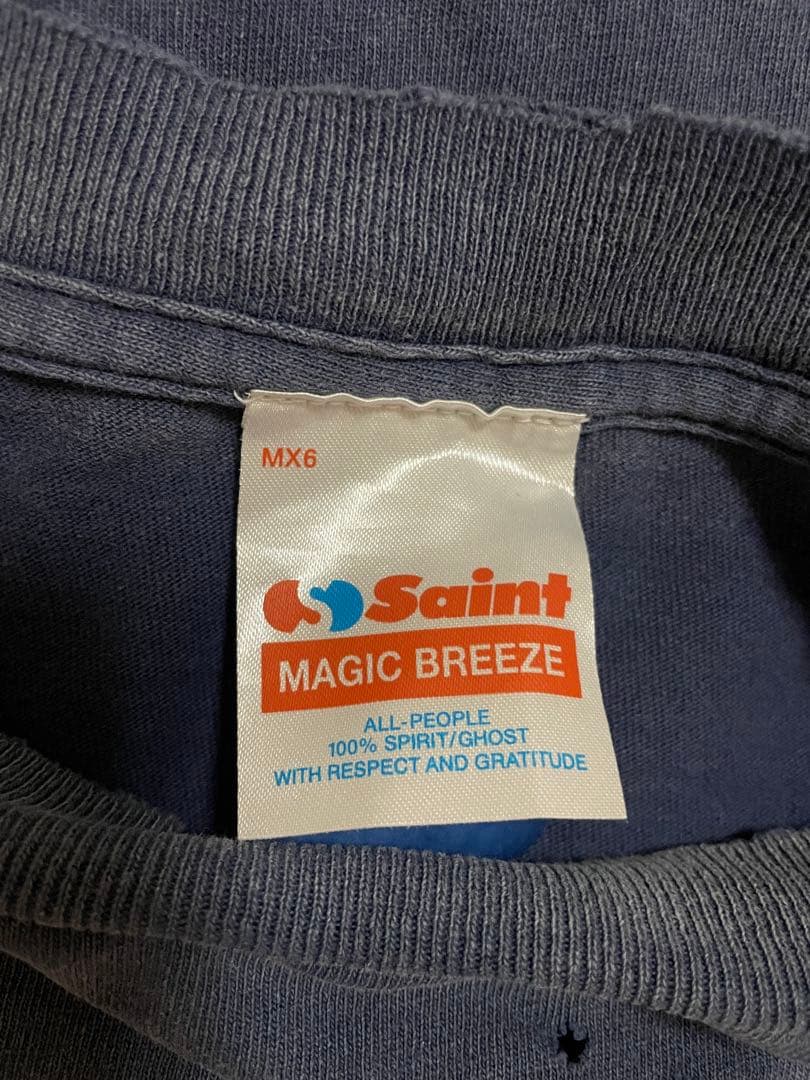 MX6
Saint
MAGIC BREEZE
ALL-PEOPLE
100% SPIRIT/GHOST
WITH RESPECT AND GRATITUDE